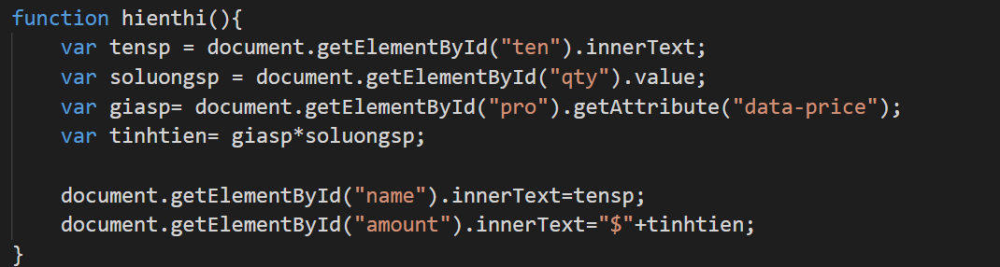 function hienthi(){
    var tensp = document.getElementById("ten").innerText;
    var soluongsp = document.getElementById("qty").value;
    var giasp= document.getElementById("pro").getAttribute("data-price");
    var tinhtien= giasp*soluongsp;

    document.getElementById("name").innerText=tensp;
    document.getElementById("amount").innerText="$"+tinhtien;
}